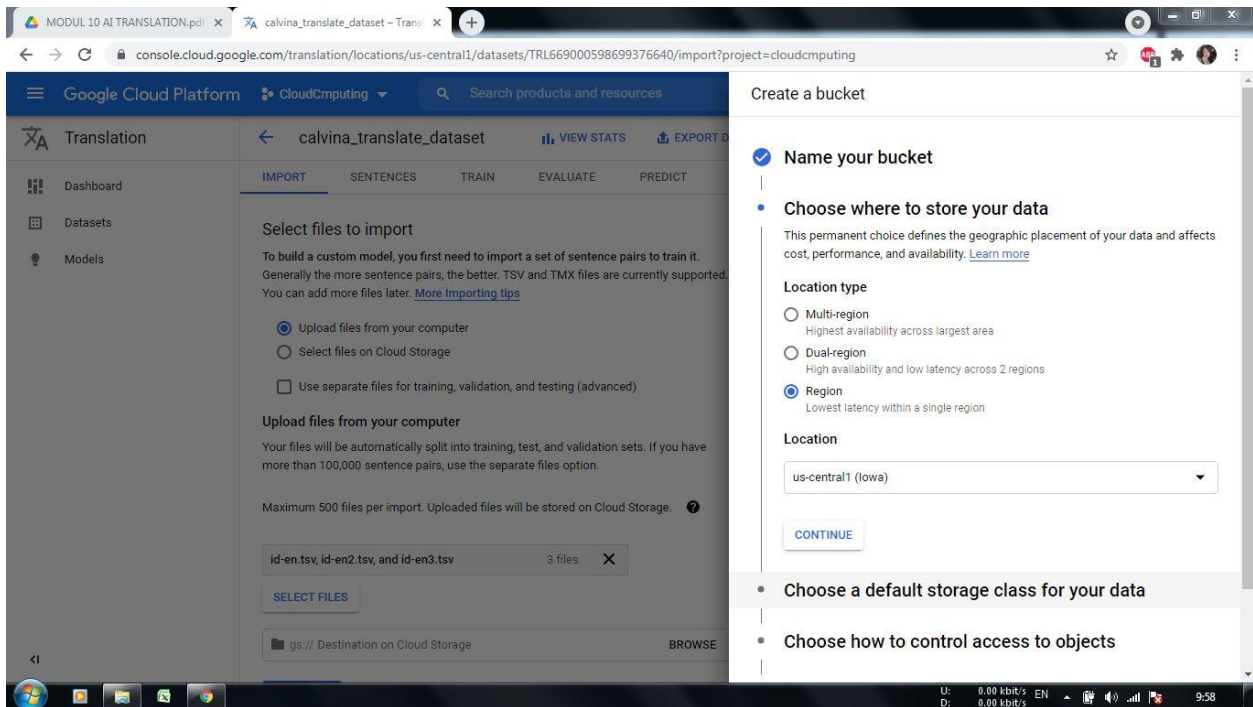 MODUL 10 AI TRANSLATION.pd
calvina_translate_dataset – Trans
console.cloud.google.com/translation/locations/us-central1/datasets/TRL669000598699376640/import?project=cloudcmputing
Google Cloud Platform
CloudCmputing
Search products and resources
Translation
Dashboard
Datasets
Models
calvina_translate_dataset
VIEW STATS
EXPORT D
IMPORT
SENTENCES
TRAIN
EVALUATE
PREDICT
Select files to import
To build a custom model, you first need to import a set of sentence pairs to train it.
Generally the more sentence pairs, the better. TSV and TMX files are currently supported.
You can add more files later. More Importing tips
Upload files from your computer
Select files on Cloud Storage
Use separate files for training, validation, and testing (advanced)
Upload files from your computer
Your files will be automatically split into training, test, and validation sets. If you have
more than 100,000 sentence pairs, use the separate files option.
Maximum 500 files per import. Uploaded files will be stored on Cloud Storage.
id-en.tsv, id-en2.tsv, and id-en3.tsv
3 files
SELECT FILES
gs:// Destination on Cloud Storage
BROWSE
Create a bucket
Name your bucket
Choose where to store your data
This permanent choice defines the geographic placement of your data and affects
cost, performance, and availability. Learn more
Location type
Multi-region
Highest availability across largest area
Dual-region
High availability and low latency across 2 regions
Region
Lowest latency within a single region
Location
us-central1 (Iowa)
CONTINUE
Choose a default storage class for your data
Choose how to control access to objects
U: 0.00 kbit/s
D: 0.00 kbit/s
EN
9:58